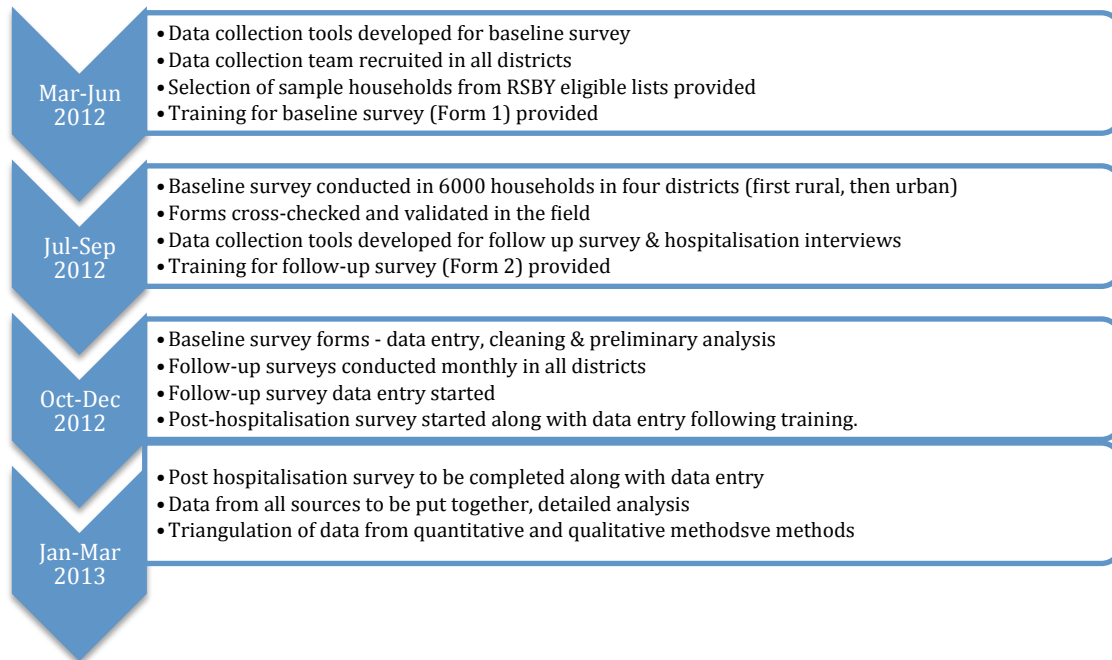 Mar-Jun
2012
• Data collection tools developed for baseline survey
• Data collection team recruited in all districts
• Selection of sample households from RSBY eligible lists provided
• Training for baseline survey (Form 1) provided
Jul-Sep
2012
• Baseline survey conducted in 6000 households in four districts (first rural, then urban)
• Forms cross-checked and validated in the field
• Data collection tools developed for follow up survey & hospitalisation interviews
• Training for follow-up survey (Form 2) provided
Oct-Dec
2012
• Baseline survey forms - data entry, cleaning & preliminary analysis
• Follow-up surveys conducted monthly in all districts
• Follow-up survey data entry started
• Post-hospitalisation survey started along with data entry following training.
Jan-Mar
2013
• Post hospitalisation survey to be completed along with data entry
• Data from all sources to be put together, detailed analysis
• Triangulation of data from quantitative and qualitative methodsve methods